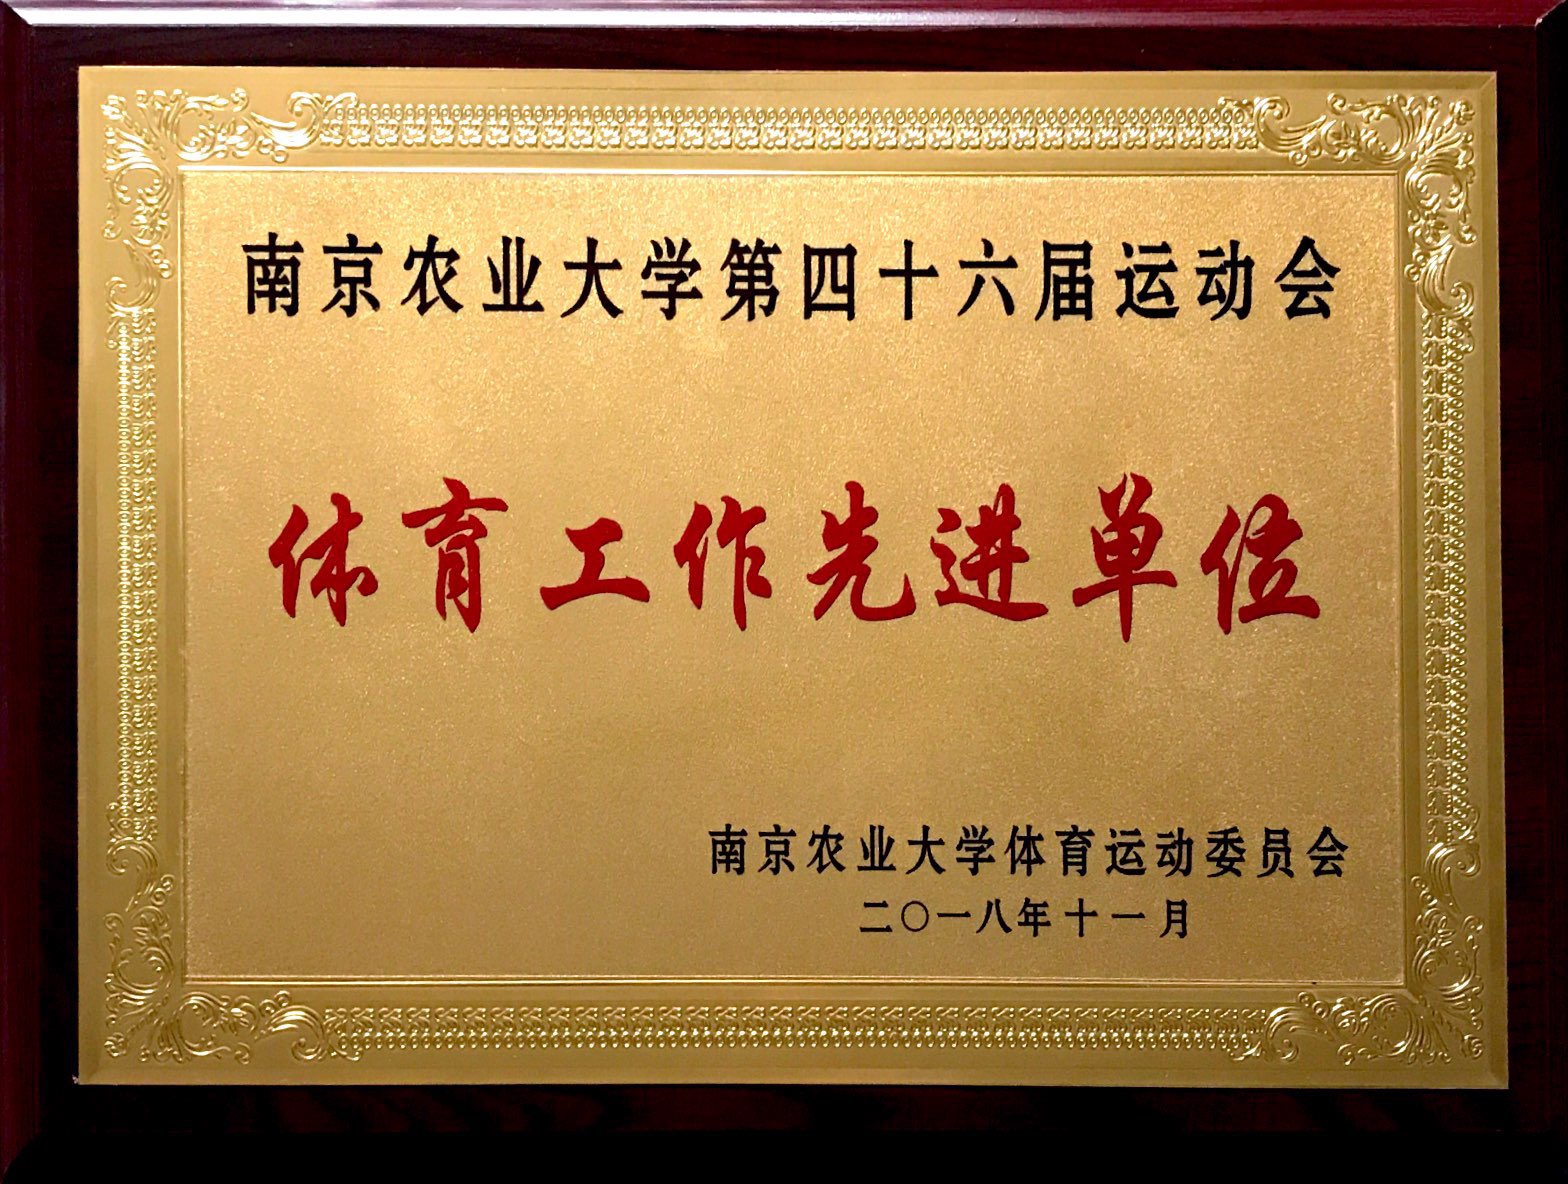 南京农业大学第四十六届运动会
体育工作先进单位
南京农业大学体育运动委员会
二〇一八年十一月